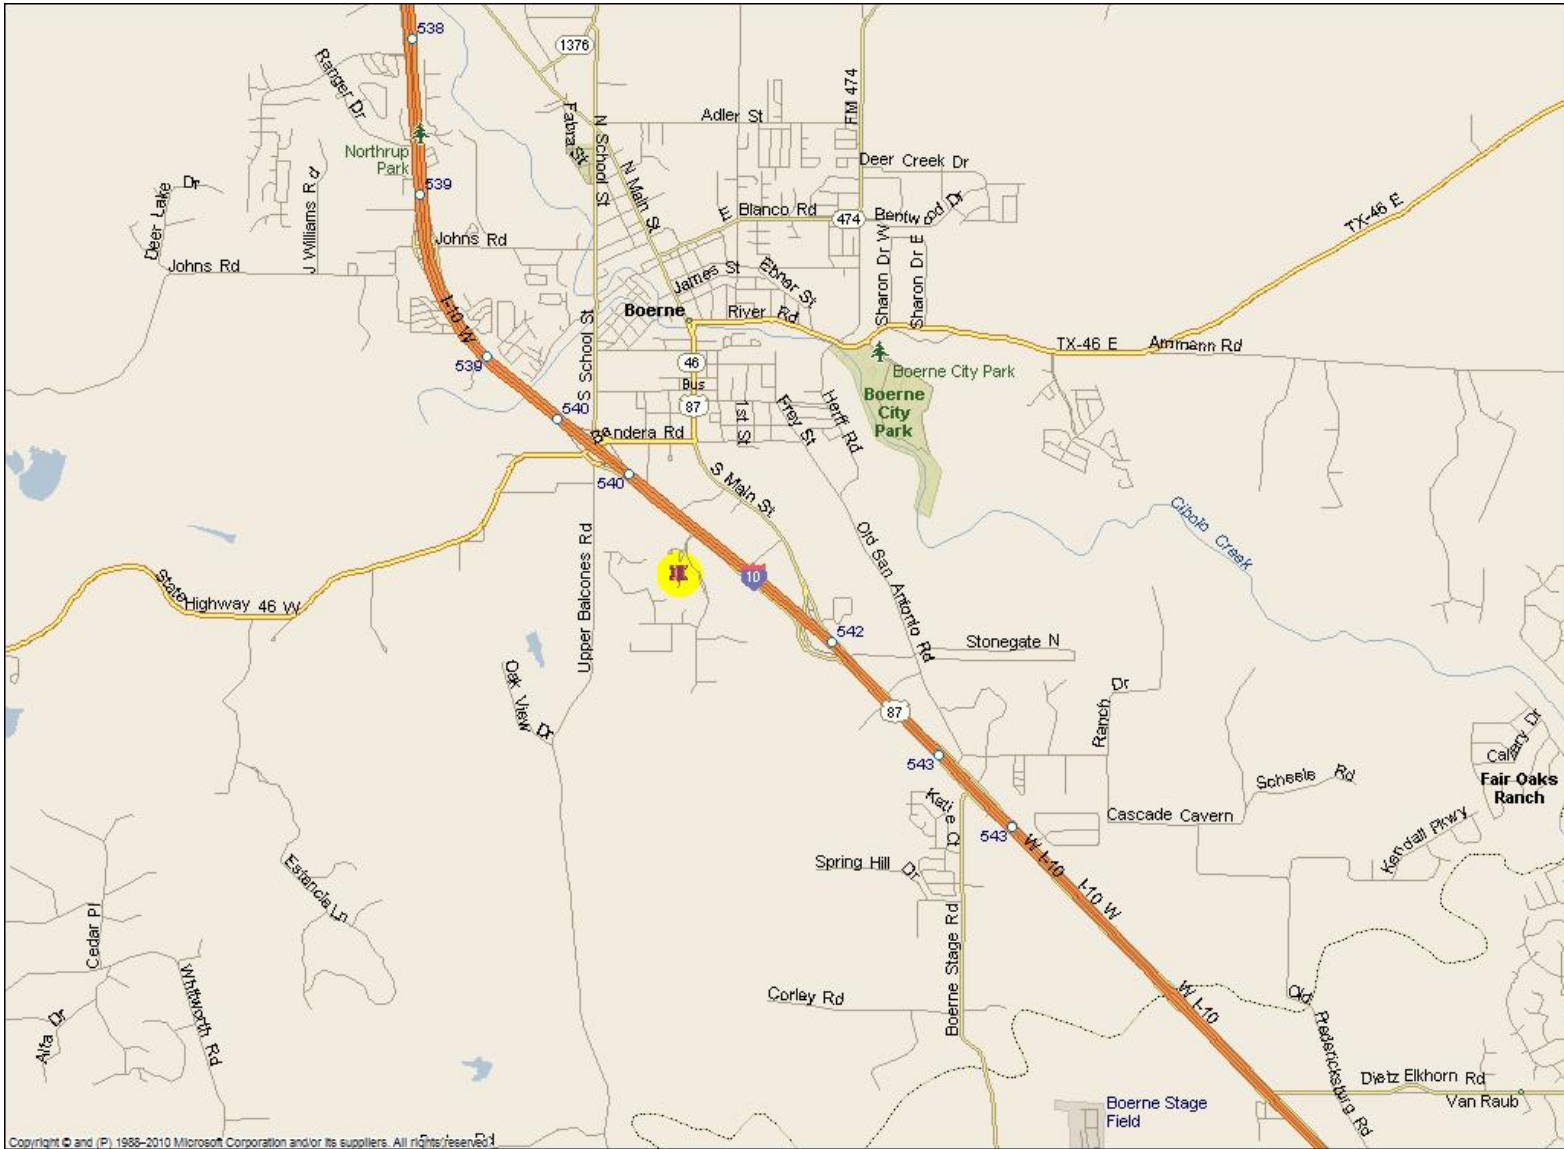 538
1376
Ranger Dr
FM 474
Fabra St
N School St
Adler St
Northrup
Park
N Main St
Deer Creek Dr
539
Deer Lake Dr
J Williams Rd
E Blanco Rd
474
Bentwood Dr
TX-46 E
Johns Rd
Johns Rd
James St
Ebner St
Sharon Dr W
Sharon Dr E
I-10 W
Boerne
River Rd
S School St
TX-46 E
Ammann Rd
539
46
Bus
87
Boerne City Park
Boerne
City
Park
540
Bandera Rd
1st St
Frey St
Herff Rd
540
S Main St
Cibolo Creek
Upper Balcones Rd
Old San Antonio Rd
10
State Highway 46 W
542
Stonegate N
Oak View Dr
87
Ranch Dr
Calvary Dr
543
Scheele Rd
Fair Oaks
Ranch
Katie Ct
Cascade Cavern
543
W I-10
Kendall Pkwy
Spring Hill Dr
Estancia Ln
I-10 W
Cedar Pl
Boerne Stage Rd
Whitworth Rd
Corley Rd
W I-10
Old Fredericksburg Rd
Alfa Dr
Dietz Elkhorn Rd
Van Raub
Boerne Stage
Field
Copyright © and (P) 1988–2010 Microsoft Corporation and/or its suppliers. All rights reserved.
Rd